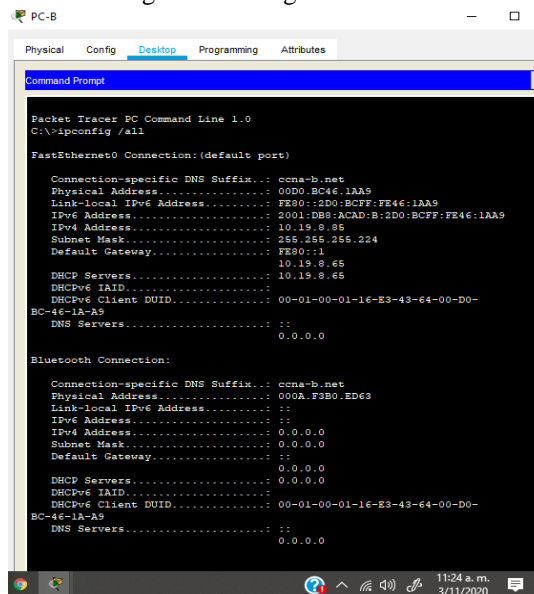 PC-B
Physical Config Desktop Programming Attributes
Command Prompt
Packet Tracer PC Command Line 1.0
C:\>ipconfig /all
FastEthernet0 Connection:(default port)
Connection-specific DNS Suffix..: ccna-b.net
Physical Address................: 00D0.BC46.1AA9
Link-local IPv6 Address.........: FE80::2D0:BCFF:FE46:1AA9
IPv6 Address....................: 2001:DB8:ACAD:B:2D0:BCFF:FE46:1AA9
IPv4 Address....................: 10.19.8.85
Subnet Mask.....................: 255.255.255.224
Default Gateway.................: FE80::1
10.19.8.65
DHCP Servers....................: 10.19.8.65
DHCPv6 IAID.....................:
DHCPv6 Client DUID..............: 00-01-00-01-16-E3-43-64-00-D0-
BC-46-1A-A9
DNS Servers.....................: ::
0.0.0.0
Bluetooth Connection:
Connection-specific DNS Suffix..: ccna-b.net
Physical Address................: 000A.F3B0.ED63
Link-local IPv6 Address.........: ::
IPv6 Address....................: ::
IPv4 Address....................: 0.0.0.0
Subnet Mask.....................: 0.0.0.0
Default Gateway.................: ::
0.0.0.0
DHCP Servers....................: 0.0.0.0
DHCPv6 IAID.....................:
DHCPv6 Client DUID..............: 00-01-00-01-16-E3-43-64-00-D0-
BC-46-1A-A9
DNS Servers.....................: ::
0.0.0.0
11:24 a. m.
3/11/2020